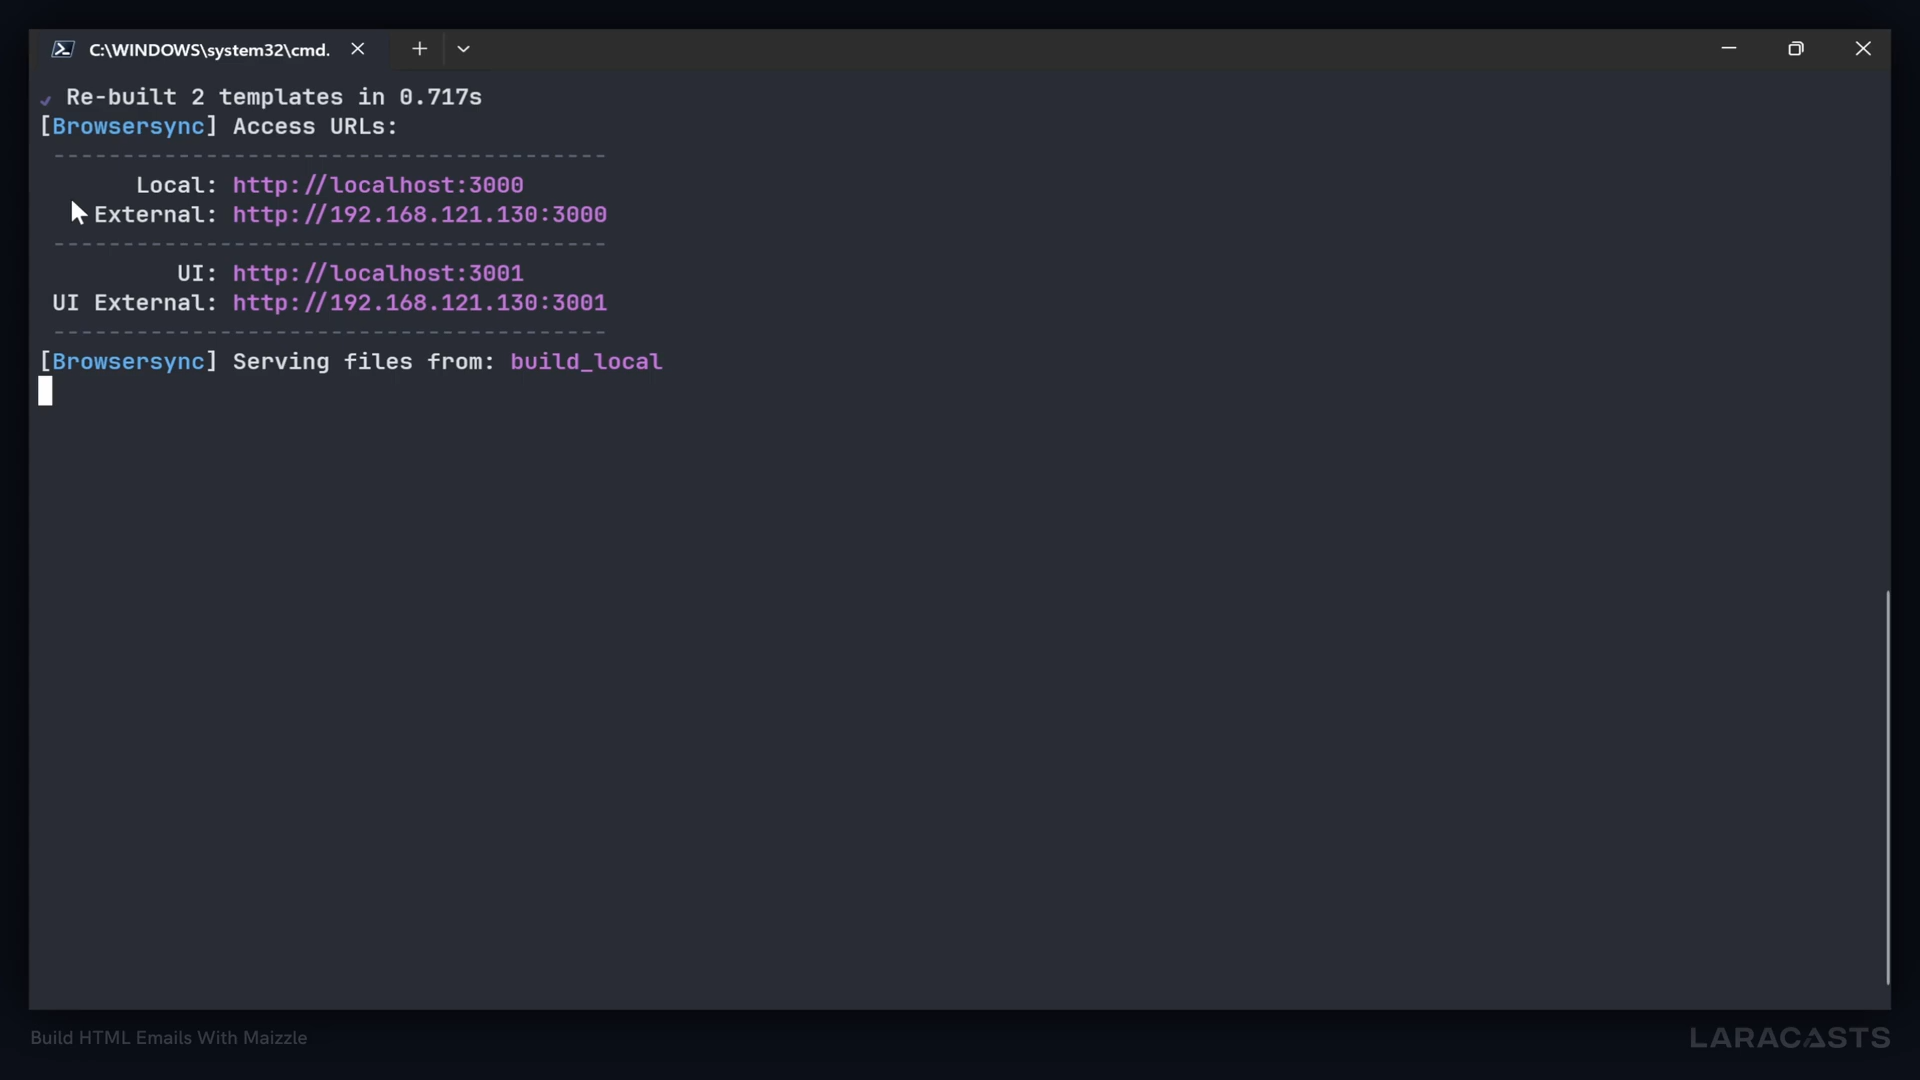 C:\WINDOWS\system32\cmd.
✓ Re-built 2 templates in 0.717s
[Browsersync] Access URLs:
----------------------------------------
Local: http://localhost:3000
External: http://192.168.121.130:3000
----------------------------------------
UI: http://localhost:3001
UI External: http://192.168.121.130:3001
----------------------------------------
[Browsersync] Serving files from: build_local
Build HTML Emails With Maizzle
LARACASTS